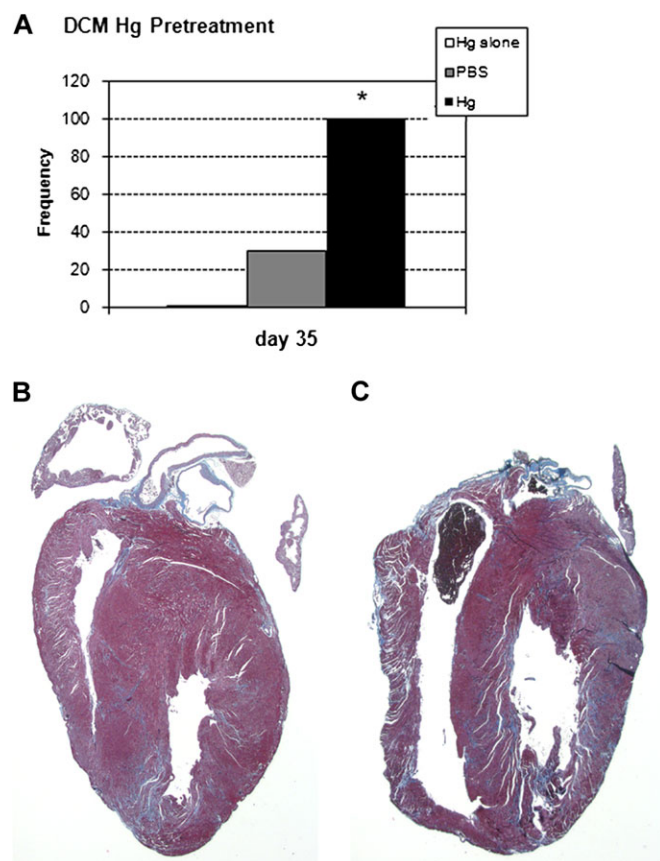 A DCM Hg Pretreatment
Hg alone
PBS
Hg
120
100
80
60
40
20
0
Frequency
*
day 35
B
C